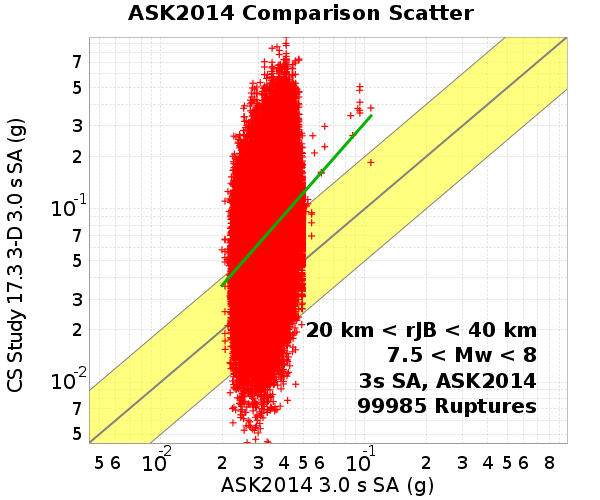 ASK2014 Comparison Scatter
CS Study 17.3 3-D 3.0 s SA (g)
7
5
3
2
10-1
7
5
3
2
10-2
7
5
20 km < rJB < 40 km
7.5 < Mw < 8
3s SA, ASK2014
99985 Ruptures
5 6 10-2 2 3 4 5 6 10-1 2 3 4 5 6 8
ASK2014 3.0 s SA (g)